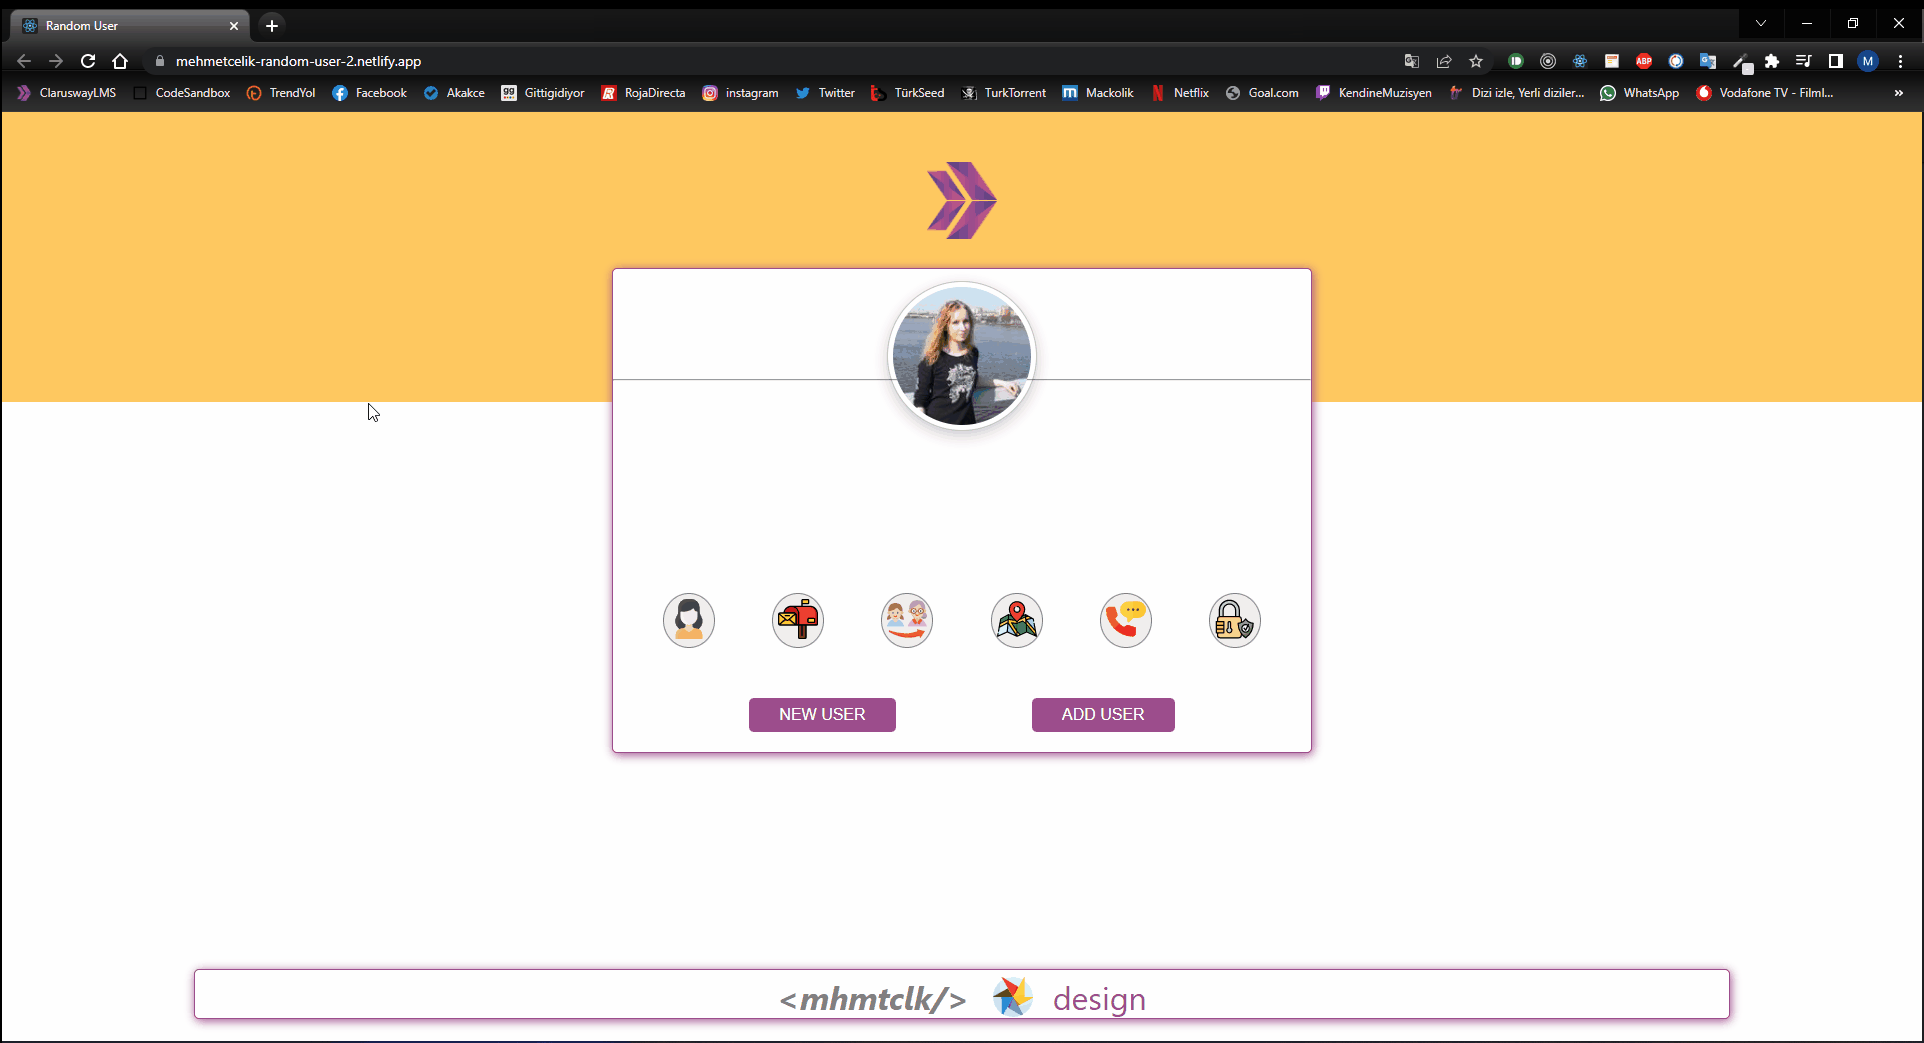 Random User
mehmetcelik-random-user-2.netlify.app
ABP
M
ClaruswayLMS CodeSandbox TrendYol Facebook Akakce gg Gittigidiyor RojaDirecta instagram Twitter TürkSeed TurkTorrent Mackolik Netflix Goal.com KendineMuzisyen Dizi izle, Yerli diziler... WhatsApp Vodafone TV - Filml... »
NEW USER ADD USER
<mhmtclk/> design